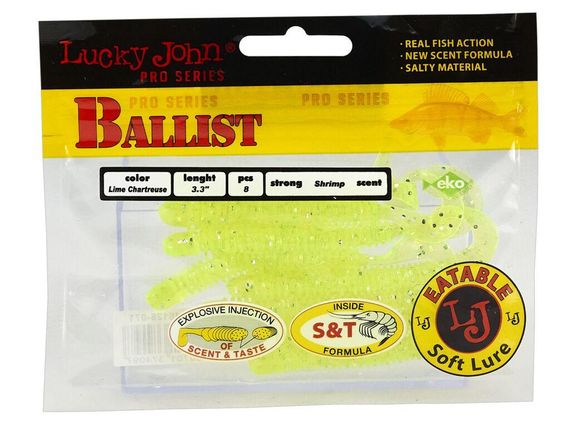 Lucky John®
PRO SERIES
· REAL FISH ACTION
· NEW SCENT FORMULA
· SALTY MATERIAL
PRO SERIES
PRO SERIES
BALLIST
color
Lime Chartreuse
lenght
3.3"
pcs
8
strong Shrimp scent
eko
EXPLOSIVE INJECTION
OF
SCENT & TASTE
INSIDE
S&T
FORMULA
EATABLE
LJ
LJ
LJ
Soft Lure